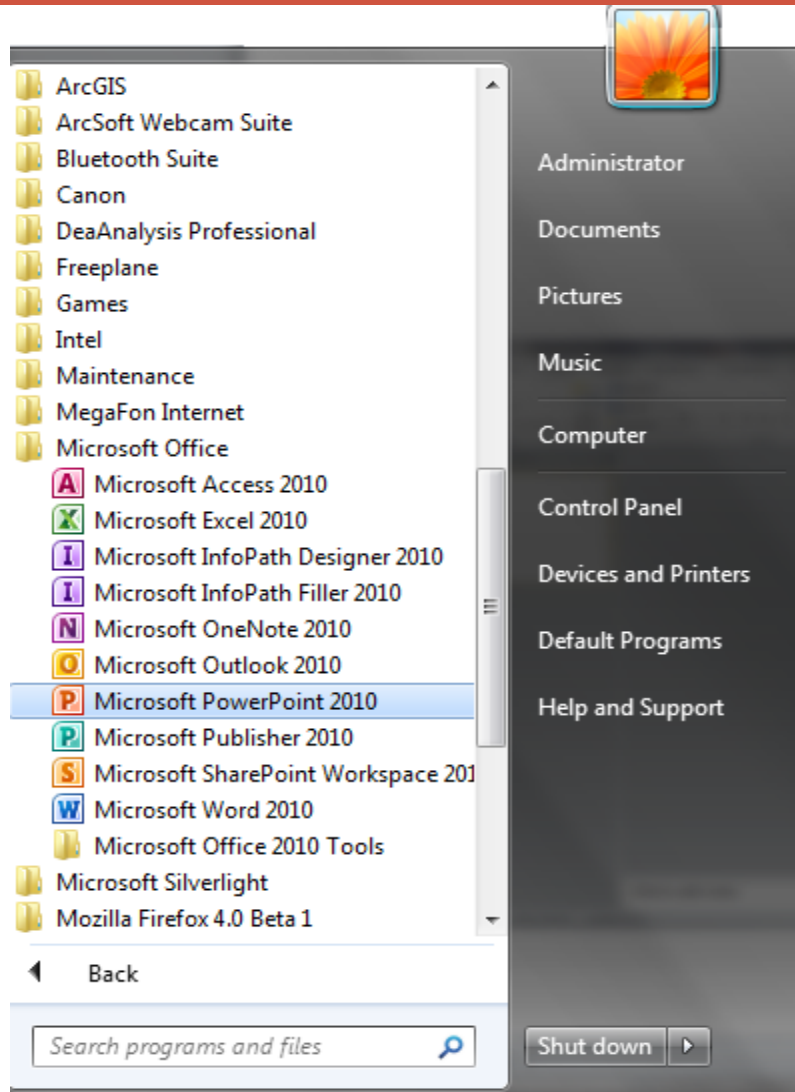 ArcGIS
ArcSoft Webcam Suite
Bluetooth Suite
Canon
DeaAnalysis Professional
Freeplane
Games
Intel
Maintenance
MegaFon Internet
Microsoft Office
A Microsoft Access 2010
X Microsoft Excel 2010
I Microsoft InfoPath Designer 2010
I Microsoft InfoPath Filler 2010
N Microsoft OneNote 2010
O Microsoft Outlook 2010
P Microsoft PowerPoint 2010
P Microsoft Publisher 2010
S Microsoft SharePoint Workspace 201
W Microsoft Word 2010
Microsoft Office 2010 Tools
Microsoft Silverlight
Mozilla Firefox 4.0 Beta 1
Back
Search programs and files
Administrator
Documents
Pictures
Music
Computer
Control Panel
Devices and Printers
Default Programs
Help and Support
Shut down